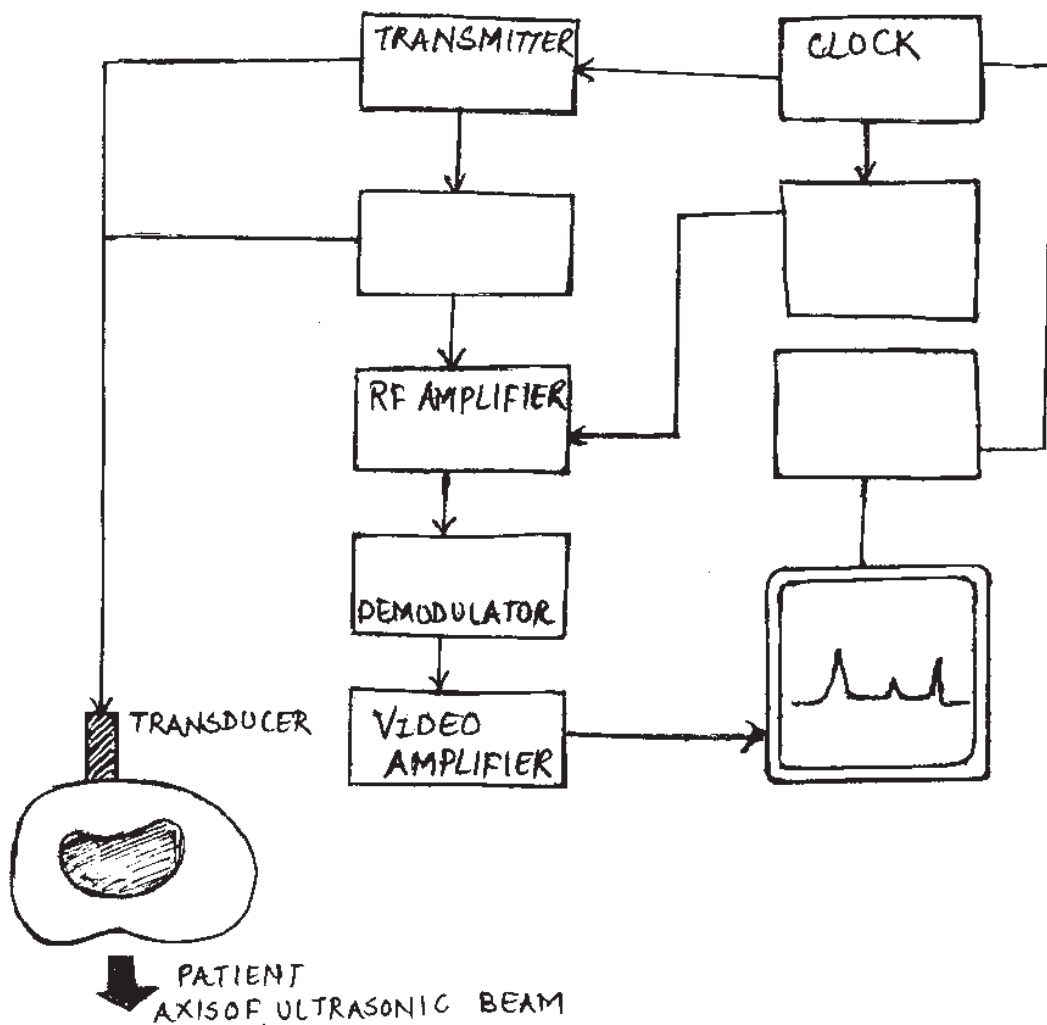 TRANSMITTER
CLOCK
RF AMPLIFIER
DEMODULATOR
VIDEO
AMPLIFIER
TRANSDUCER
PATIENT
AXISOF ULTRASONIC BEAM